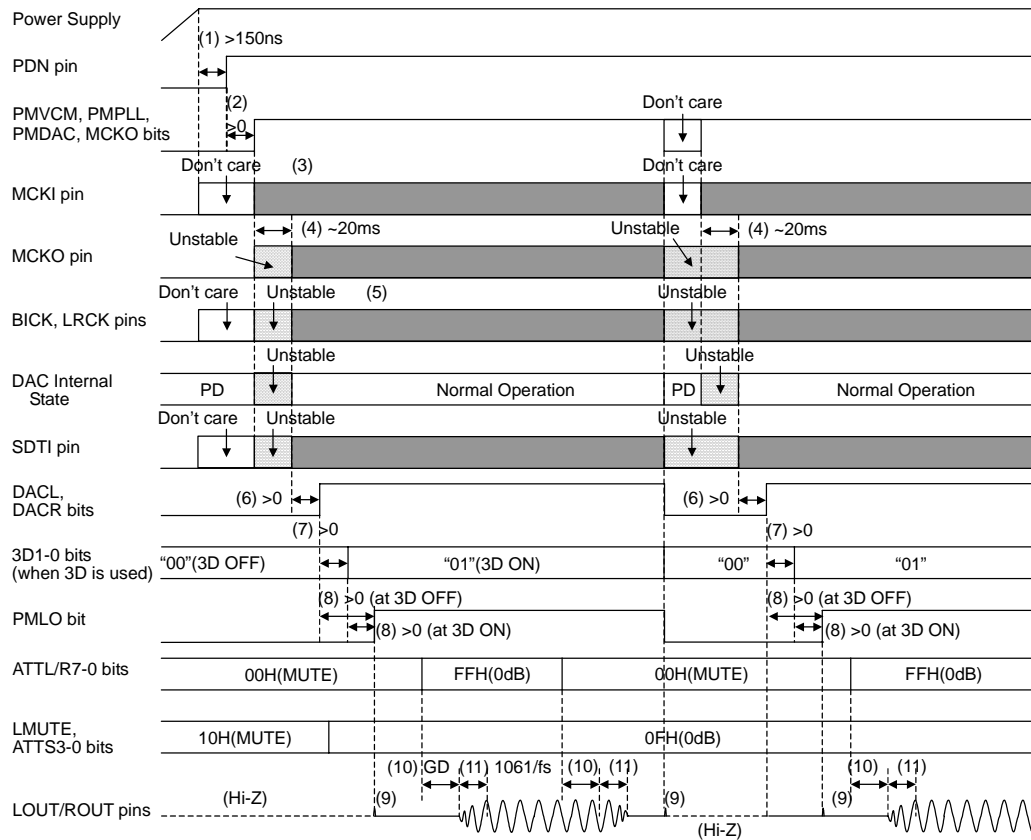 Power Supply
(1) >150ns
PDN pin
(2)
>0
PMVCM, PMPLL,
PMDAC, MCKO bits
Don't care
Don't care (3) Don't care
MCKI pin
(4) ~20ms Unstable (4) ~20ms
Unstable
MCKO pin
Don't care Unstable (5) Unstable
BICK, LRCK pins
Unstable Unstable
DAC Internal
State
PD Normal Operation PD Normal Operation
Don't care Unstable Unstable
SDTI pin
DACL,
DACR bits
(6) >0 (6) >0
(7) >0 (7) >0
3D1-0 bits
(when 3D is used)
"00"(3D OFF) "01"(3D ON) "00" "01"
(8) >0 (at 3D OFF) (8) >0 (at 3D OFF)
PMLO bit
(8) >0 (at 3D ON) (8) >0 (at 3D ON)
ATTL/R7-0 bits
00H(MUTE) FFH(0dB) 00H(MUTE) FFH(0dB)
LMUTE,
ATTS3-0 bits
10H(MUTE) 0FH(0dB)
(10) GD (11) 1061/fs (10) (11) (10) (11)
LOUT/ROUT pins
(Hi-Z) (9) (9) (Hi-Z) (9)